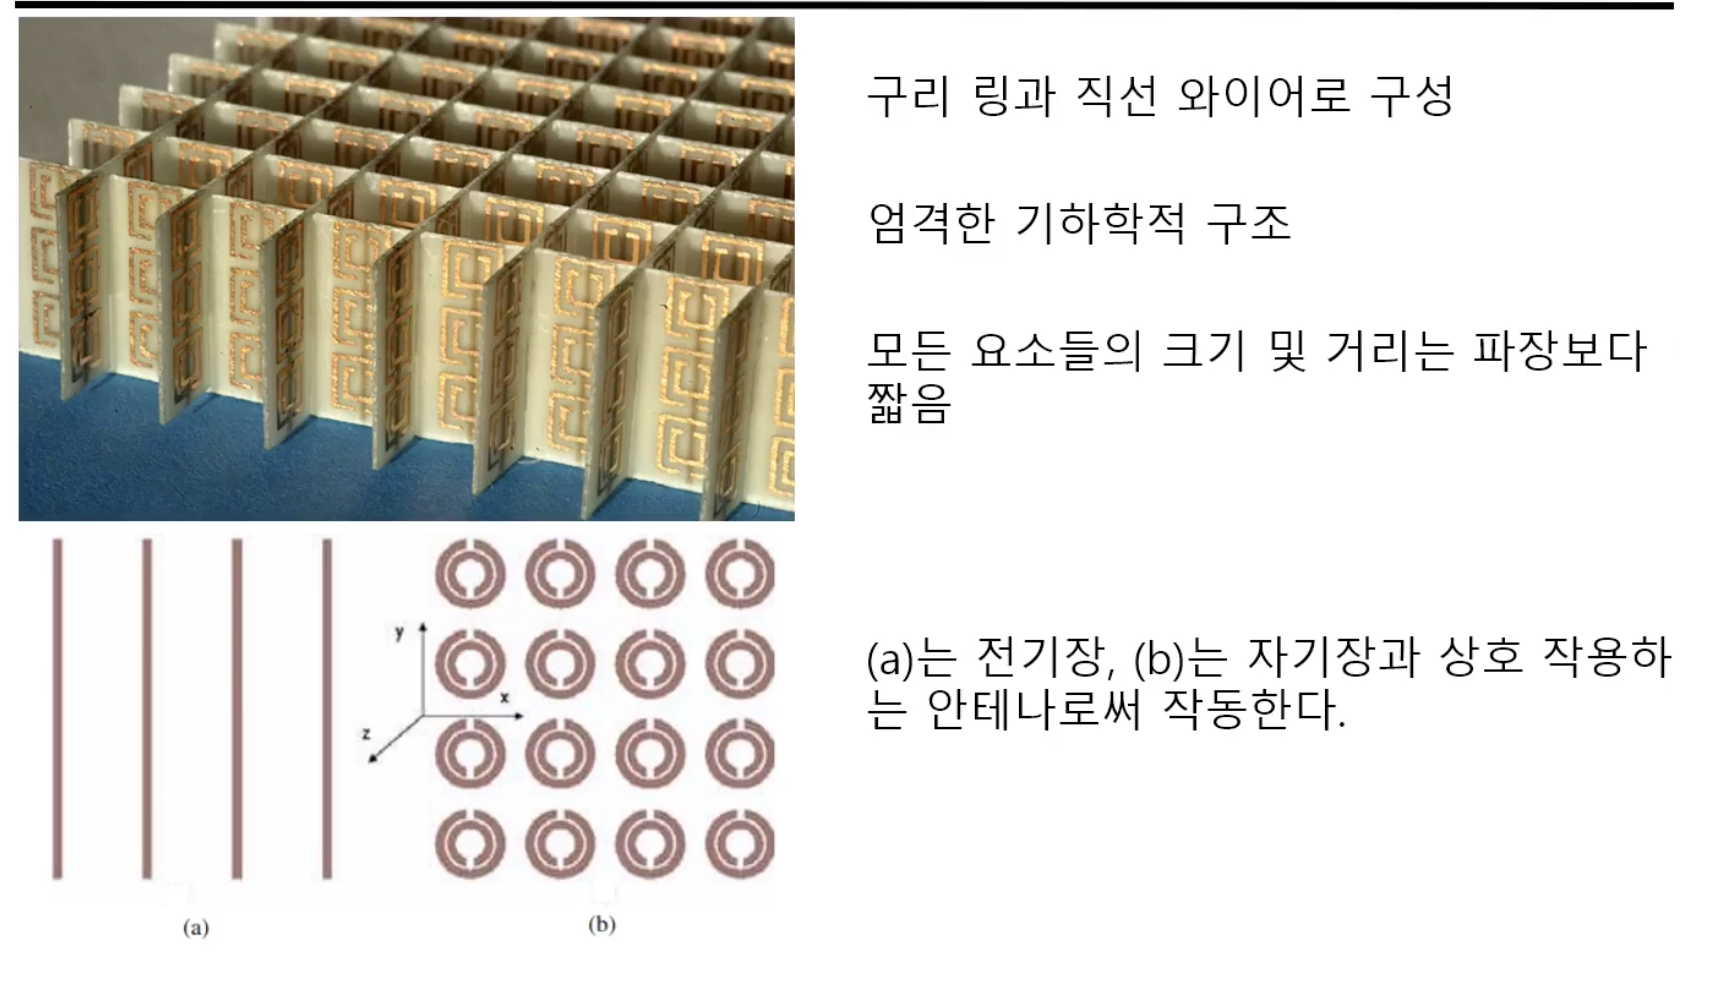 구리 링과 직선 와이어로 구성
엄격한 기하학적 구조
모든 요소들의 크기 및 거리는 파장보다
짧음
y
x
z
(a)는 전기장, (b)는 자기장과 상호 작용하
는 안테나로써 작동한다.
(a)
(b)